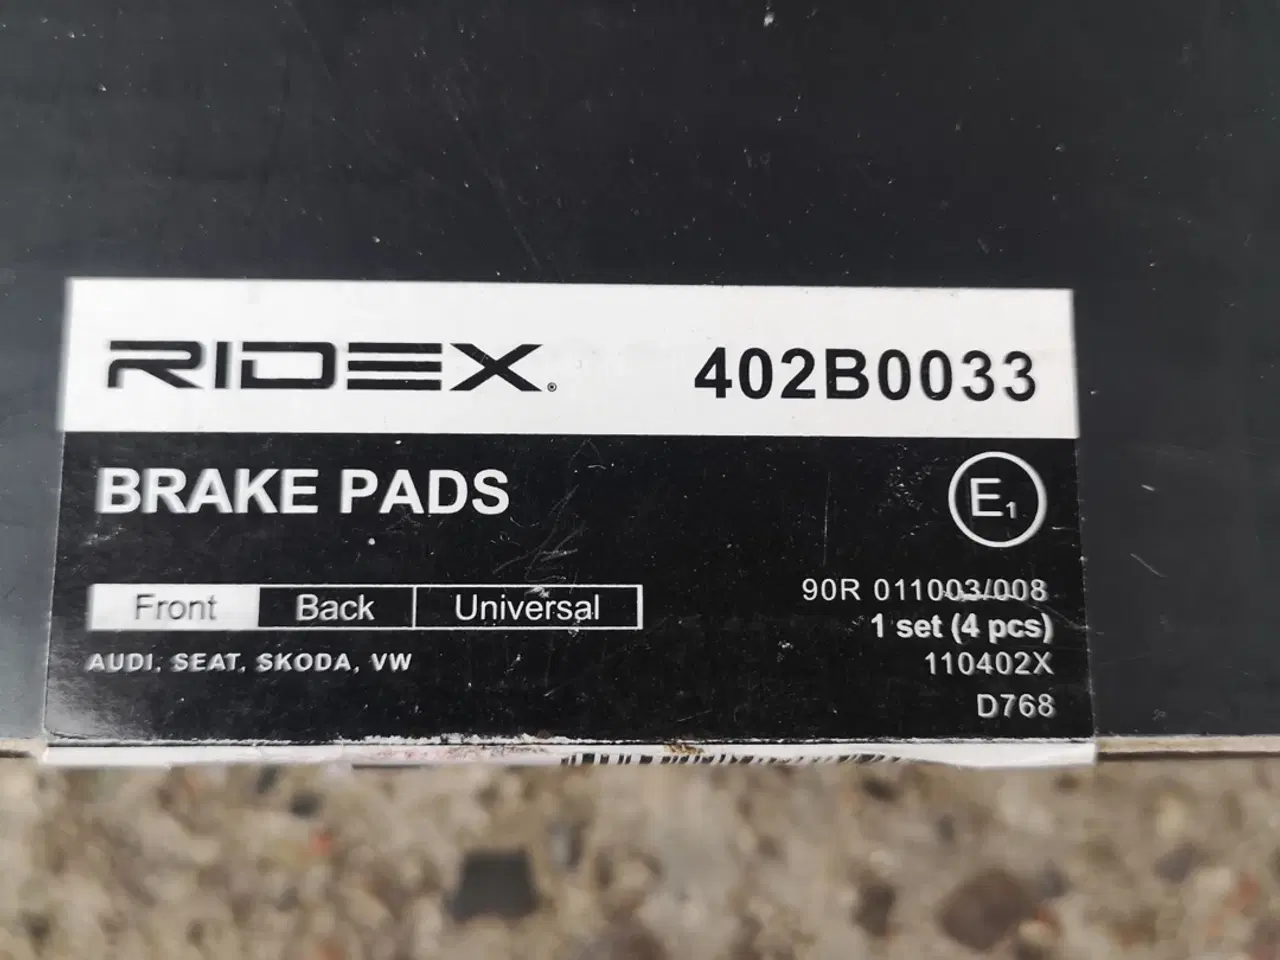 RIDEX® 402B0033
BRAKE PADS
E1
Front Back Universal
90R 011003/008
1 set (4 pcs)
AUDI, SEAT, SKODA, VW
110402X
D768